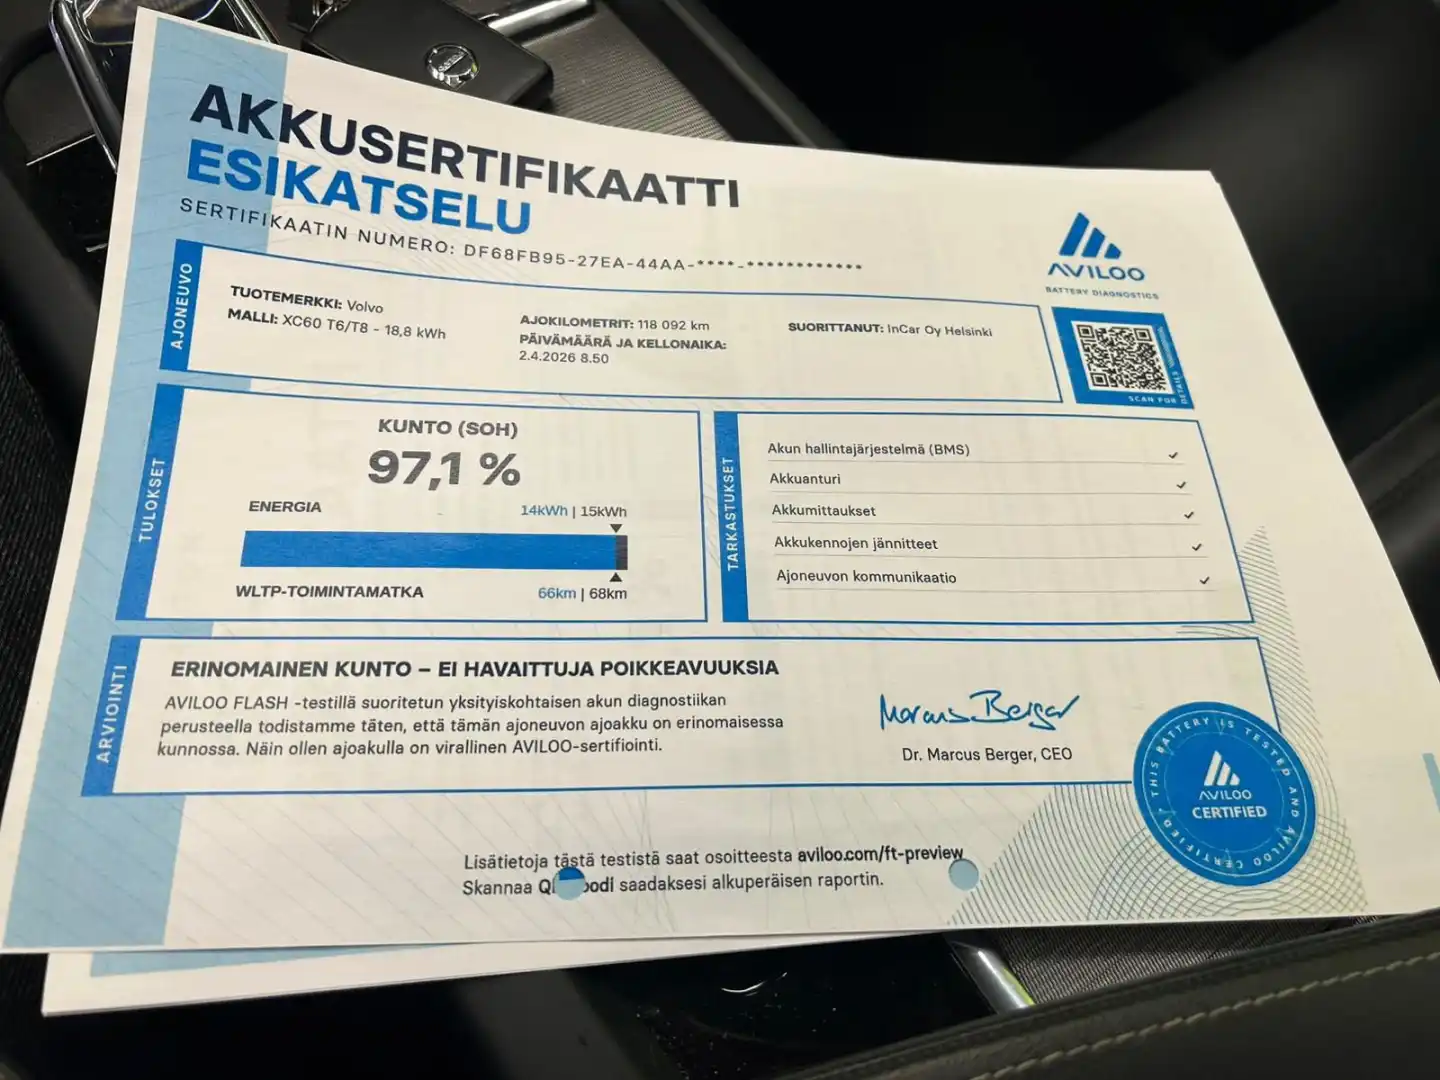 AKKUSERTIFIKAATTI
ESIKATSELU
SERTIFIKAATIN NUMERO: DF68FB95-27EA-44AA-****-************
AVILOO
BATTERY DIAGNOSTICS
AJONEUVO
TUOTEMERKKI: Volvo
MALLI: XC60 T6/T8 - 18,8 kWh
AJOKILOMETRIT: 118 092 km
PÄIVÄMÄÄRÄ JA KELLONAIKA:
2.4.2026 8.50
SUORITTANUT: InCar Oy Helsinki
SCAN FOR
DETAILS
TULOKSET
KUNTO (SOH)
97,1 %
ENERGIA 14kWh | 15kWh
WLTP-TOIMINTAMATKA 66km | 68km
TARKASTUKSET
Akun hallintajärjestelmä (BMS)
Akkuanturi
Akkumittaukset
Akkukennojen jännitteet
Ajoneuvon kommunikaatio
ARVIOINTI
ERINOMAINEN KUNTO – EI HAVAITTUJA POIKKEAVUUKSIA
AVILOO FLASH -testillä suoritetun yksityiskohtaisen akun diagnostiikan
perusteella todistamme täten, että tämän ajoneuvon ajoakku on erinomaisessa
kunnossa. Näin ollen ajoakulla on virallinen AVILOO-sertifiointi.
Marcus Berger
Dr. Marcus Berger, CEO
THIS BATTERY IS TESTED AND AVILOO CERTIFIED
AVILOO
CERTIFIED
Lisätietoja tästä testistä saat osoitteesta aviloo.com/ft-preview
Skannaa saadaksesi alkuperäisen raportin.